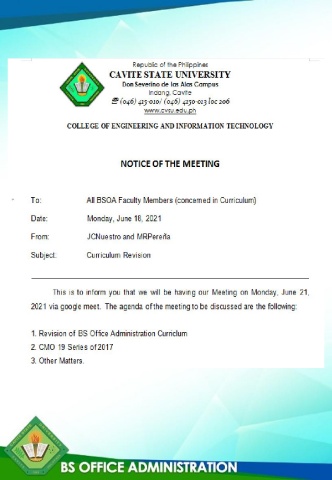 Republic of the Philippines
CAVITE STATE UNIVERSITY
Don Severino de las Alas Campus
Indang, Cavite
☎ (046) 415-010/ (046) 4150-013 loc 206
www.cvsu.edu.ph
COLLEGE OF ENGINEERING AND INFORMATION TECHNOLOGY
NOTICE OF THE MEETING
To: All BSOA Faculty Members (concerned in Curriculum)
Date: Monday, June 18, 2021
From: JCNuestro and MRPereña
Subject: Curriculum Revision
This is to inform you that we will be having our Meeting on Monday, June 21,
2021 via google meet. The agenda of the meeting to be discussed are the following:
1. Revision of BS Office Administration Curriclum
2. CMO 19 Series of 2017
3. Other Matters.
BS OFFICE ADMINISTRATION